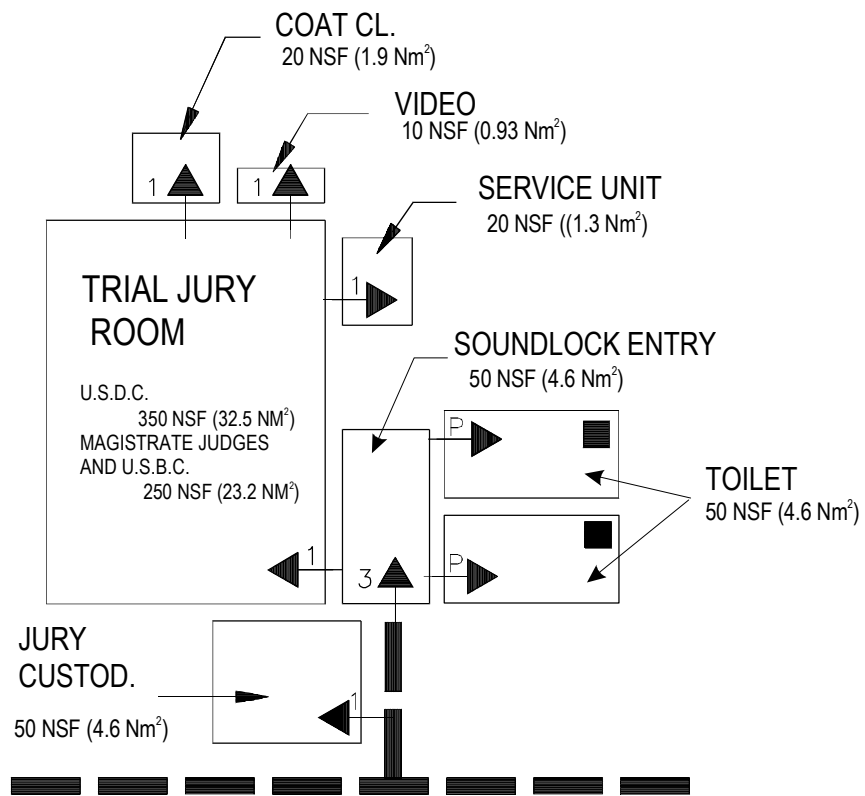 COAT CL.
20 NSF (1.9 Nm²)
VIDEO
10 NSF (0.93 Nm²)
1
1
SERVICE UNIT
20 NSF ((1.3 Nm²)
1
TRIAL JURY
ROOM
SOUNDLOCK ENTRY
50 NSF (4.6 Nm²)
U.S.D.C.
350 NSF (32.5 NM²)
MAGISTRATE JUDGES
AND U.S.B.C.
250 NSF (23.2 NM²)
P
TOILET
50 NSF (4.6 Nm²)
1
3
P
JURY
CUSTOD.
50 NSF (4.6 Nm²)
1